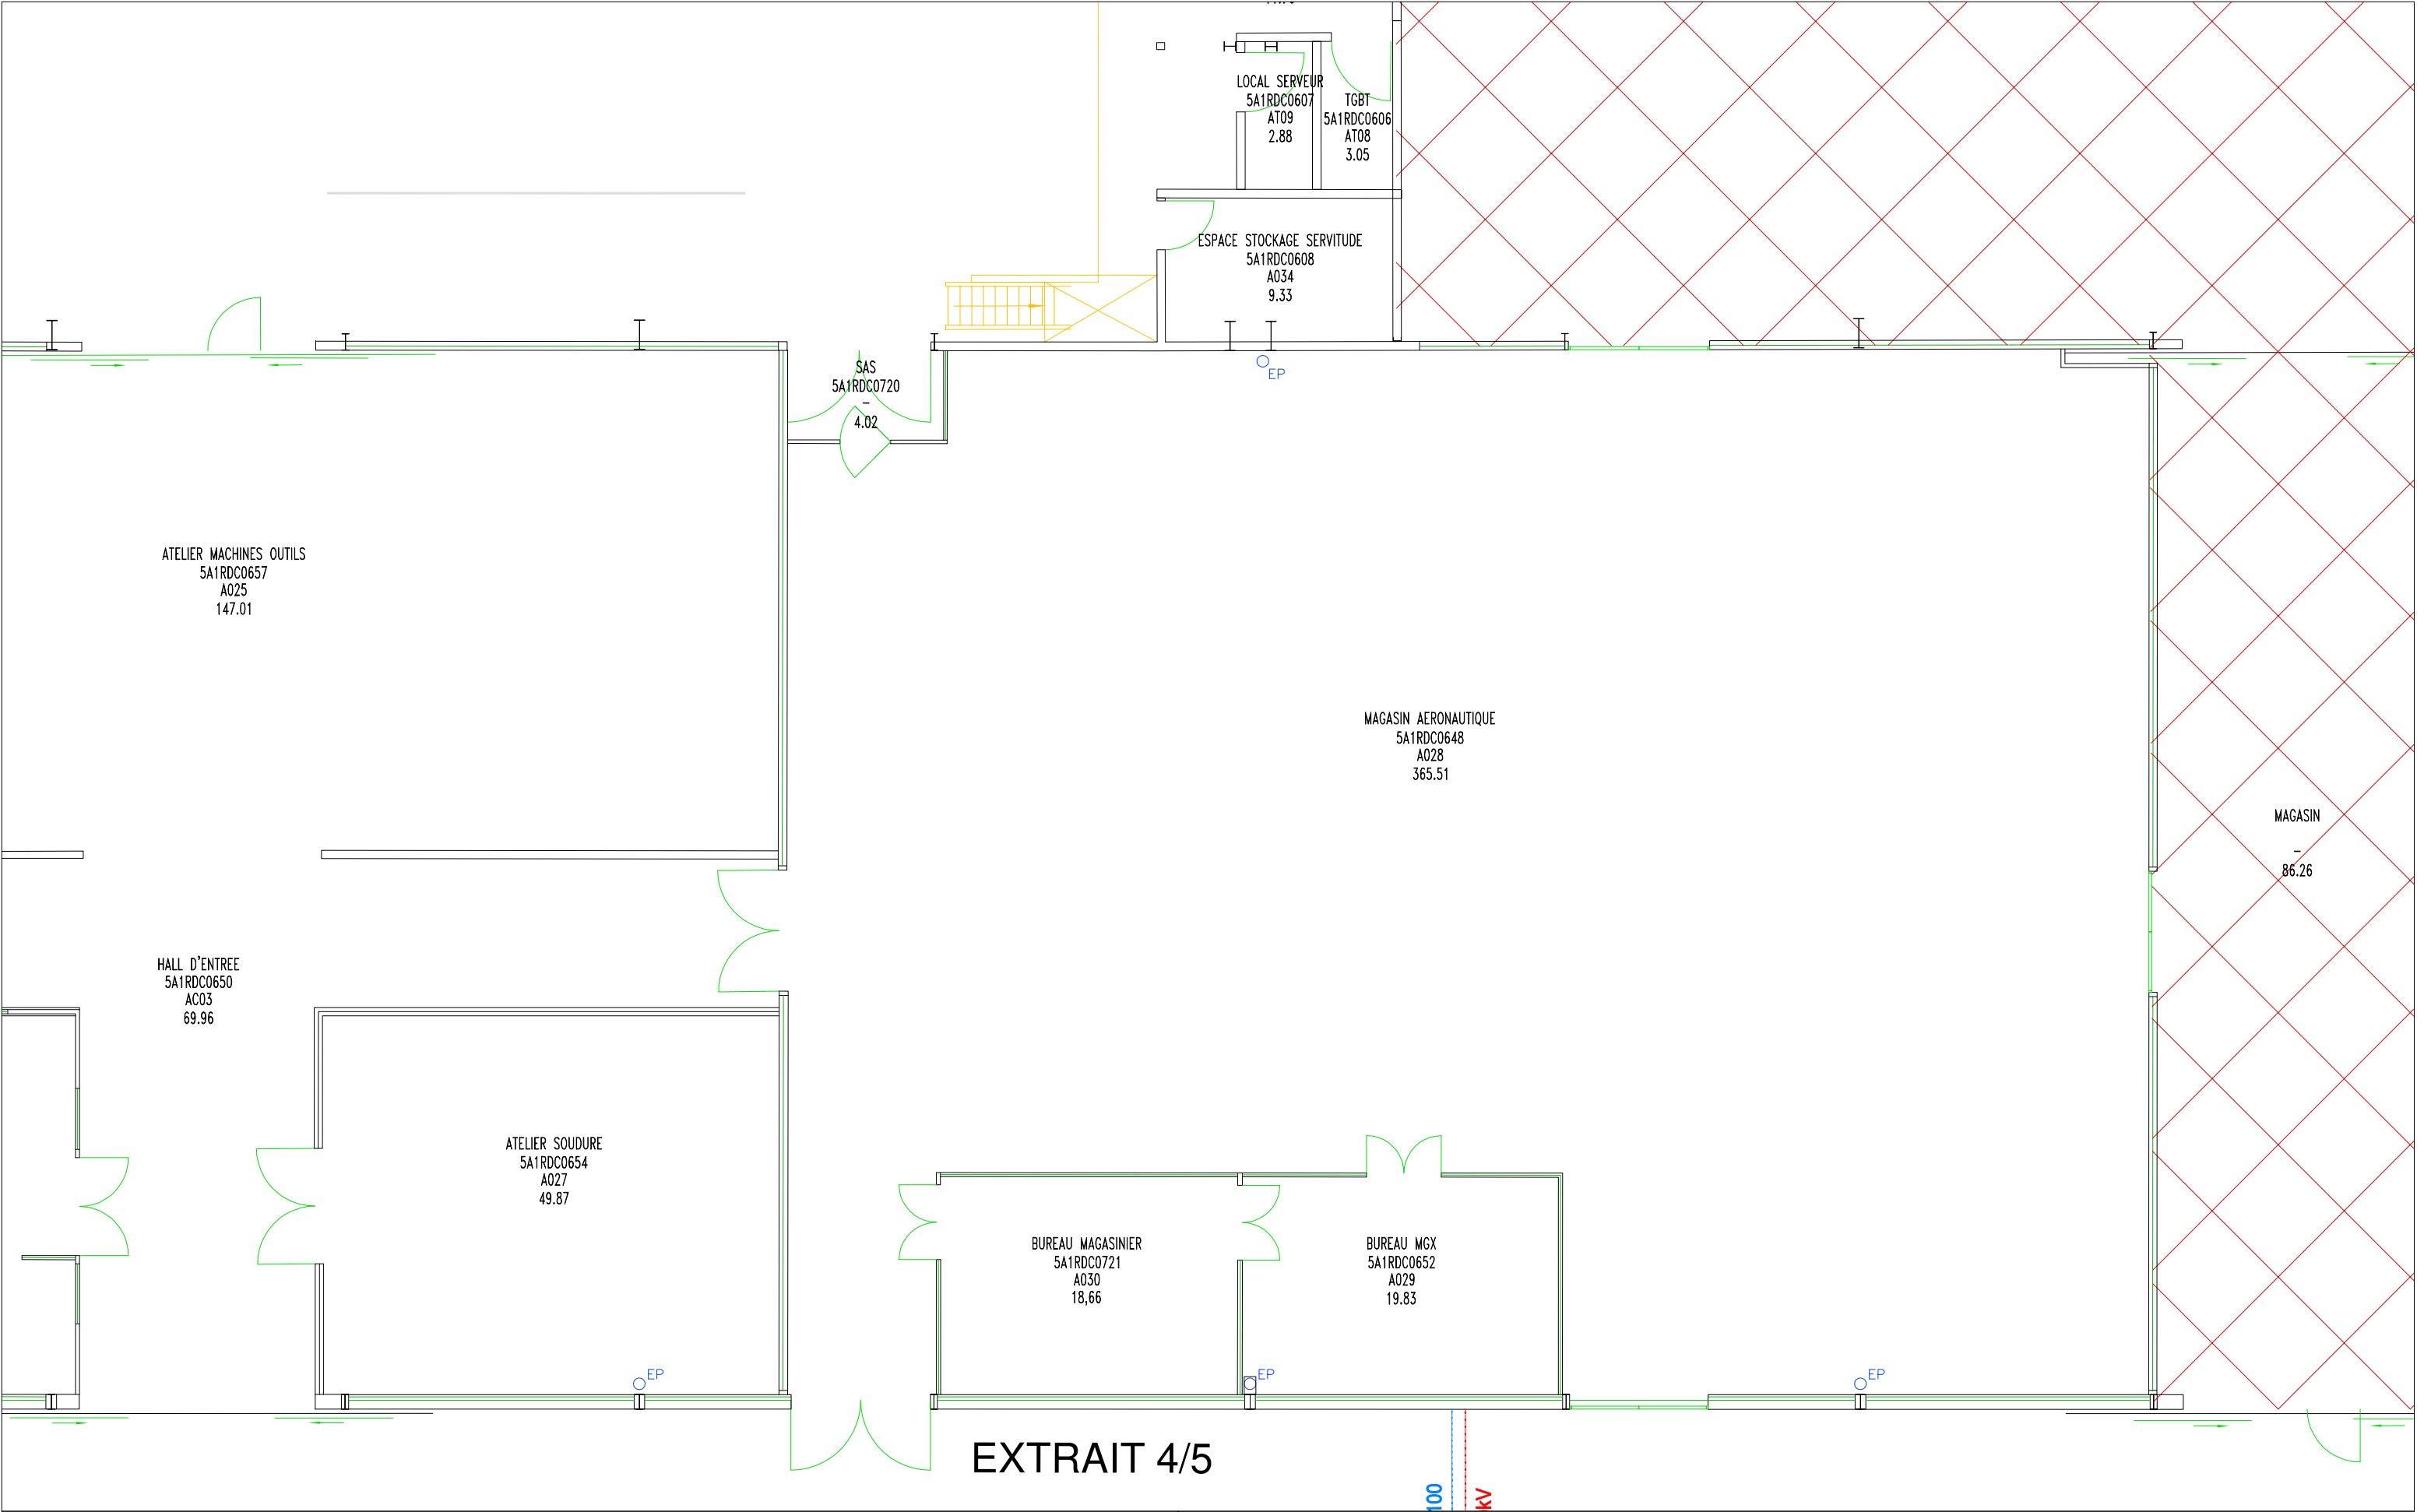 LOCAL SERVEUR
5A1RDC0607
AT09
2.88
TGBT
5A1RDC0606
AT08
3.05
ESPACE STOCKAGE SERVITUDE
5A1RDC0608
A034
9.33
SAS
5A1RDC0720
-
4.02
EP
ATELIER MACHINES OUTILS
5A1RDC0657
A025
147.01
MAGASIN AERONAUTIQUE
5A1RDC0648
A028
365.51
MAGASIN
-
86.26
HALL D'ENTREE
5A1RDC0650
AC03
69.96
ATELIER SOUDURE
5A1RDC0654
A027
49.87
BUREAU MAGASINIER
5A1RDC0721
A030
18,66
BUREAU MGX
5A1RDC0652
A029
19.83
EP
EP
EP
EXTRAIT 4/5
100
kV